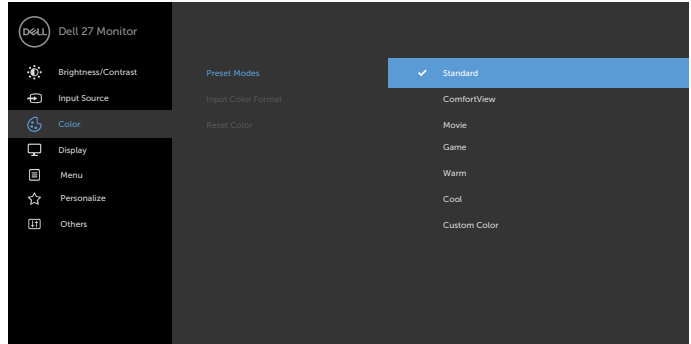 DELL Dell 27 Monitor
Brightness/Contrast
Input Source
Color
Display
Menu
Personalize
Others
Preset Modes
Input Color Format
Reset Color
Standard
ComfortView
Movie
Game
Warm
Cool
Custom Color